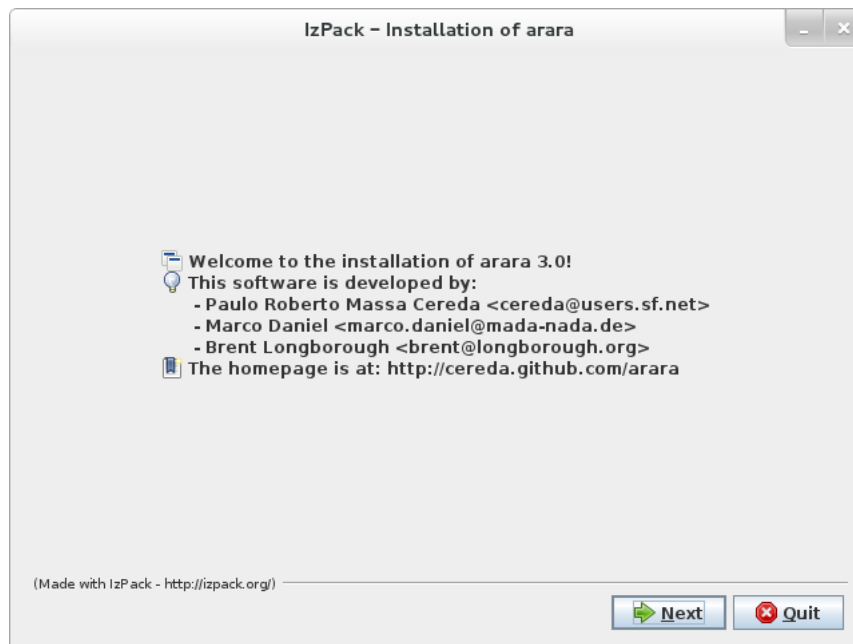 IzPack – Installation of arara
Welcome to the installation of arara 3.0!
This software is developed by:
- Paulo Roberto Massa Cereda <cereda@users.sf.net>
- Marco Daniel <marco.daniel@mada-nada.de>
- Brent Longborough <brent@longborough.org>
The homepage is at: http://cereda.github.com/arara
(Made with IzPack - http://izpack.org/)
Next
Quit